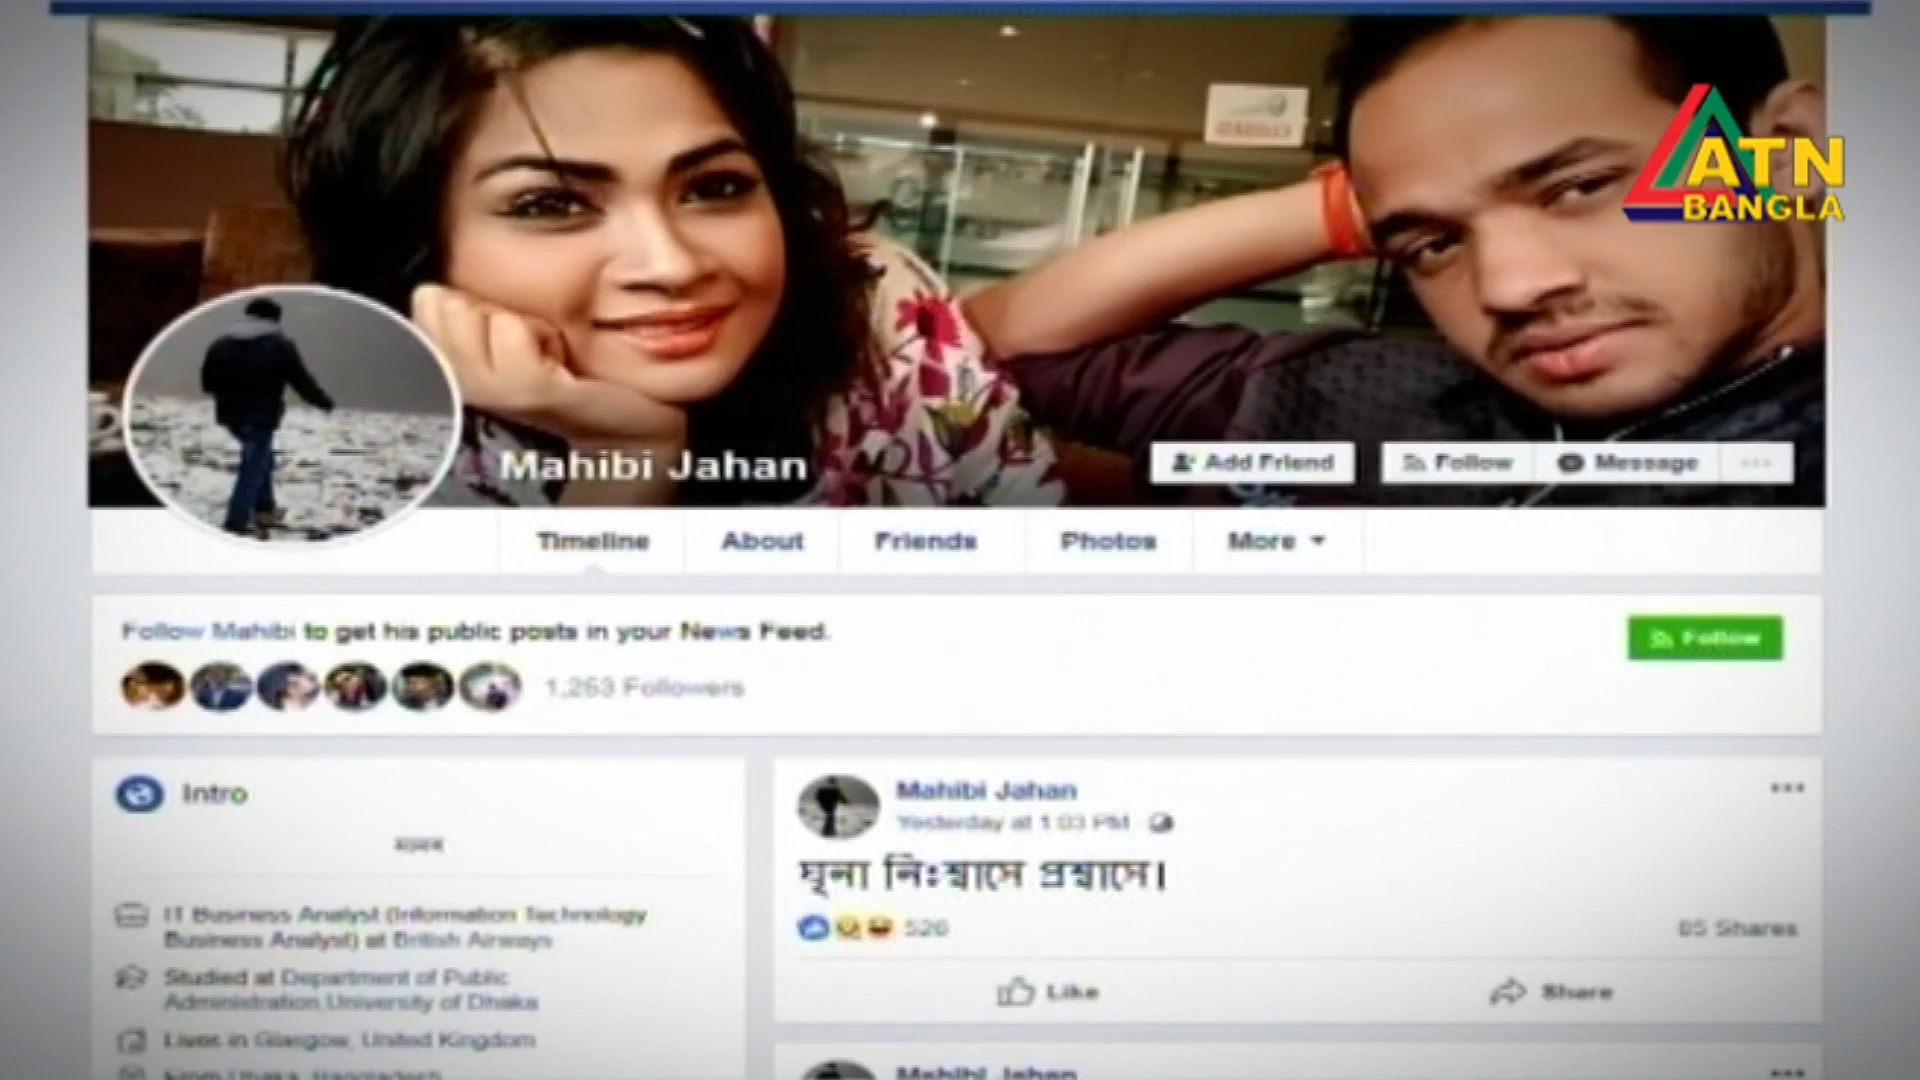 ATN
BANGLA
Mahibi Jahan
Add Friend
Follow
Message
Timeline
About
Friends
Photos
More
Follow Mahibi to get his public posts in your News Feed.
Follow
1,253 Followers
Intro
Mahibi Jahan
Yesterday at 1:03 PM
ঘৃনা নিঃশ্বাসে প্রশ্বাসে।
526
85 Shares
IT Business Analyst (Information Technology
Business Analyst) at British Airways
Studied at Department of Public
Administration,University of Dhaka
Like
Share
Lives in Glasgow, United Kingdom
From Dhaka, Bangladesh
Mahibi Jahan